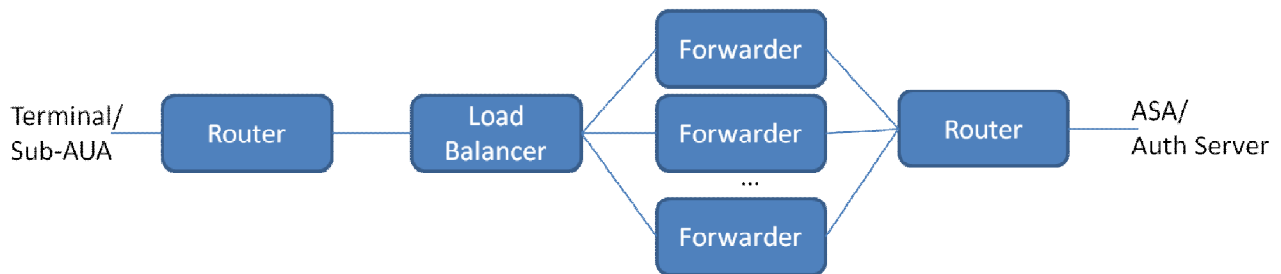 Terminal/
Sub-AUA
Router
Load
Balancer
Forwarder
Forwarder
...
Forwarder
Router
ASA/
Auth Server